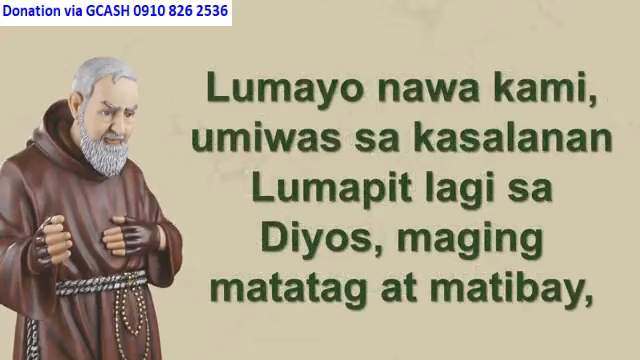 Donation via GCASH 0910 826 2536
Lumayo nawa kami,
umiwas sa kasalanan
Lumapit lagi sa
Diyos, maging
matatag at matibay,